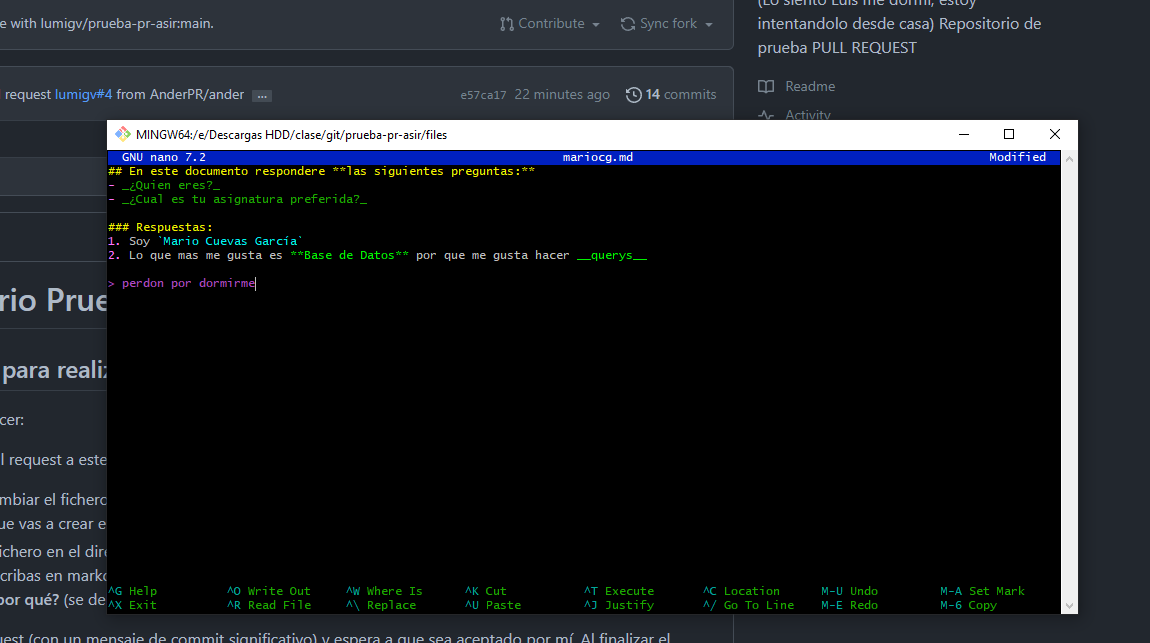 e with lumigv/prueba-pr-asir:main.
Contribute
Sync fork
(Lo siento Luis me dormí, estoy
intentandolo desde casa) Repositorio de
prueba PULL REQUEST
Readme
Activity
request lumigv#4 from AnderPR/ander ...
e57ca17 22 minutes ago
14 commits
MINGW64:/e/Descargas HDD/clase/git/prueba-pr-asir/files
GNU nano 7.2 mariocg.md Modified
## En este documento respondere **las siguientes preguntas:**
- _¿Quien eres?_
- _¿Cual es tu asignatura preferida?_
### Respuestas:
1. Soy `Mario Cuevas García`
2. Lo que mas me gusta es **Base de Datos** por que me gusta hacer __querys__
> perdon por dormirme
rio Prue
para realiz
cer:
l request a este
mbiar el fichero
ue vas a crear e
ichero en el dire
cribas en markd
por qué? (se de
^G Help ^O Write Out ^W Where Is ^K Cut ^T Execute ^C Location M-U Undo M-A Set Mark
^X Exit ^R Read File ^\ Replace ^U Paste ^J Justify ^/ Go To Line M-E Redo M-6 Copy
uest (con un mensaje de commit significativo) y espera a que sea aceptado por mí. Al finalizar el